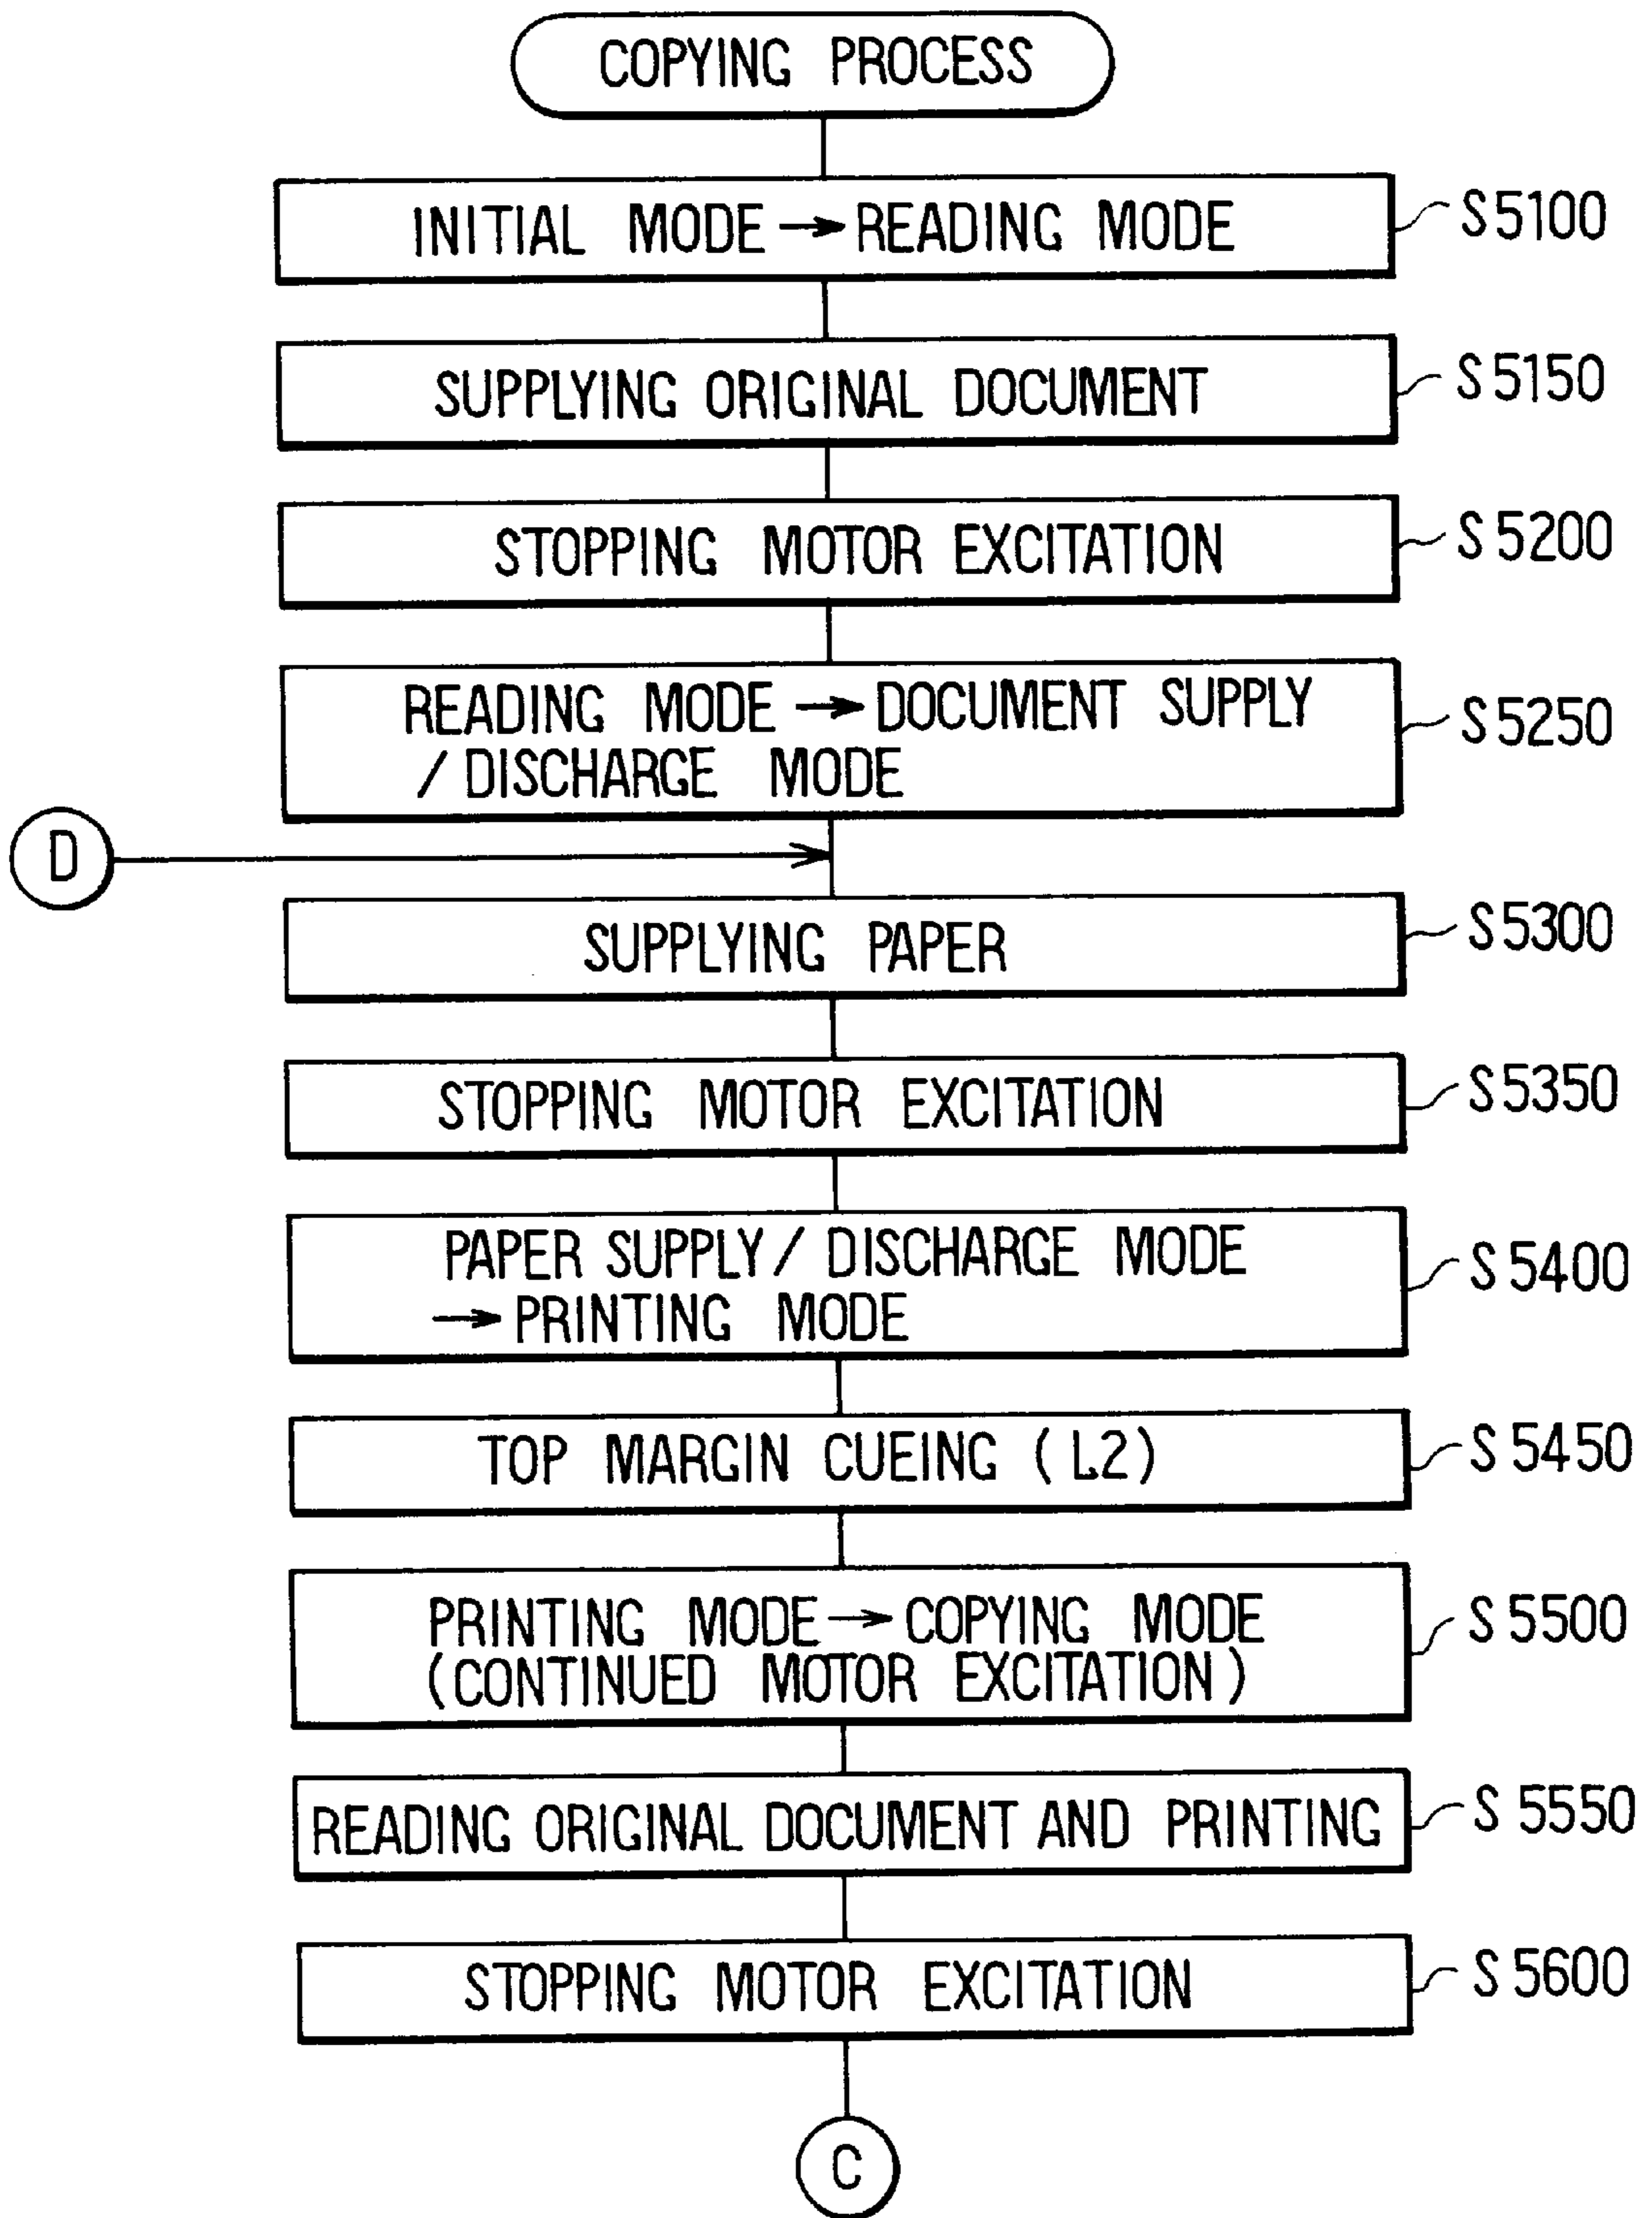 COPYING PROCESS
INITIAL MODE → READING MODE
S5100
SUPPLYING ORIGINAL DOCUMENT
S5150
STOPPING MOTOR EXCITATION
S5200
READING MODE → DOCUMENT SUPPLY
/ DISCHARGE MODE
S5250
D
SUPPLYING PAPER
S5300
STOPPING MOTOR EXCITATION
S5350
PAPER SUPPLY / DISCHARGE MODE
→ PRINTING MODE
S5400
TOP MARGIN CUEING (L2)
S5450
PRINTING MODE → COPYING MODE
(CONTINUED MOTOR EXCITATION)
S5500
READING ORIGINAL DOCUMENT AND PRINTING
S5550
STOPPING MOTOR EXCITATION
S5600
C